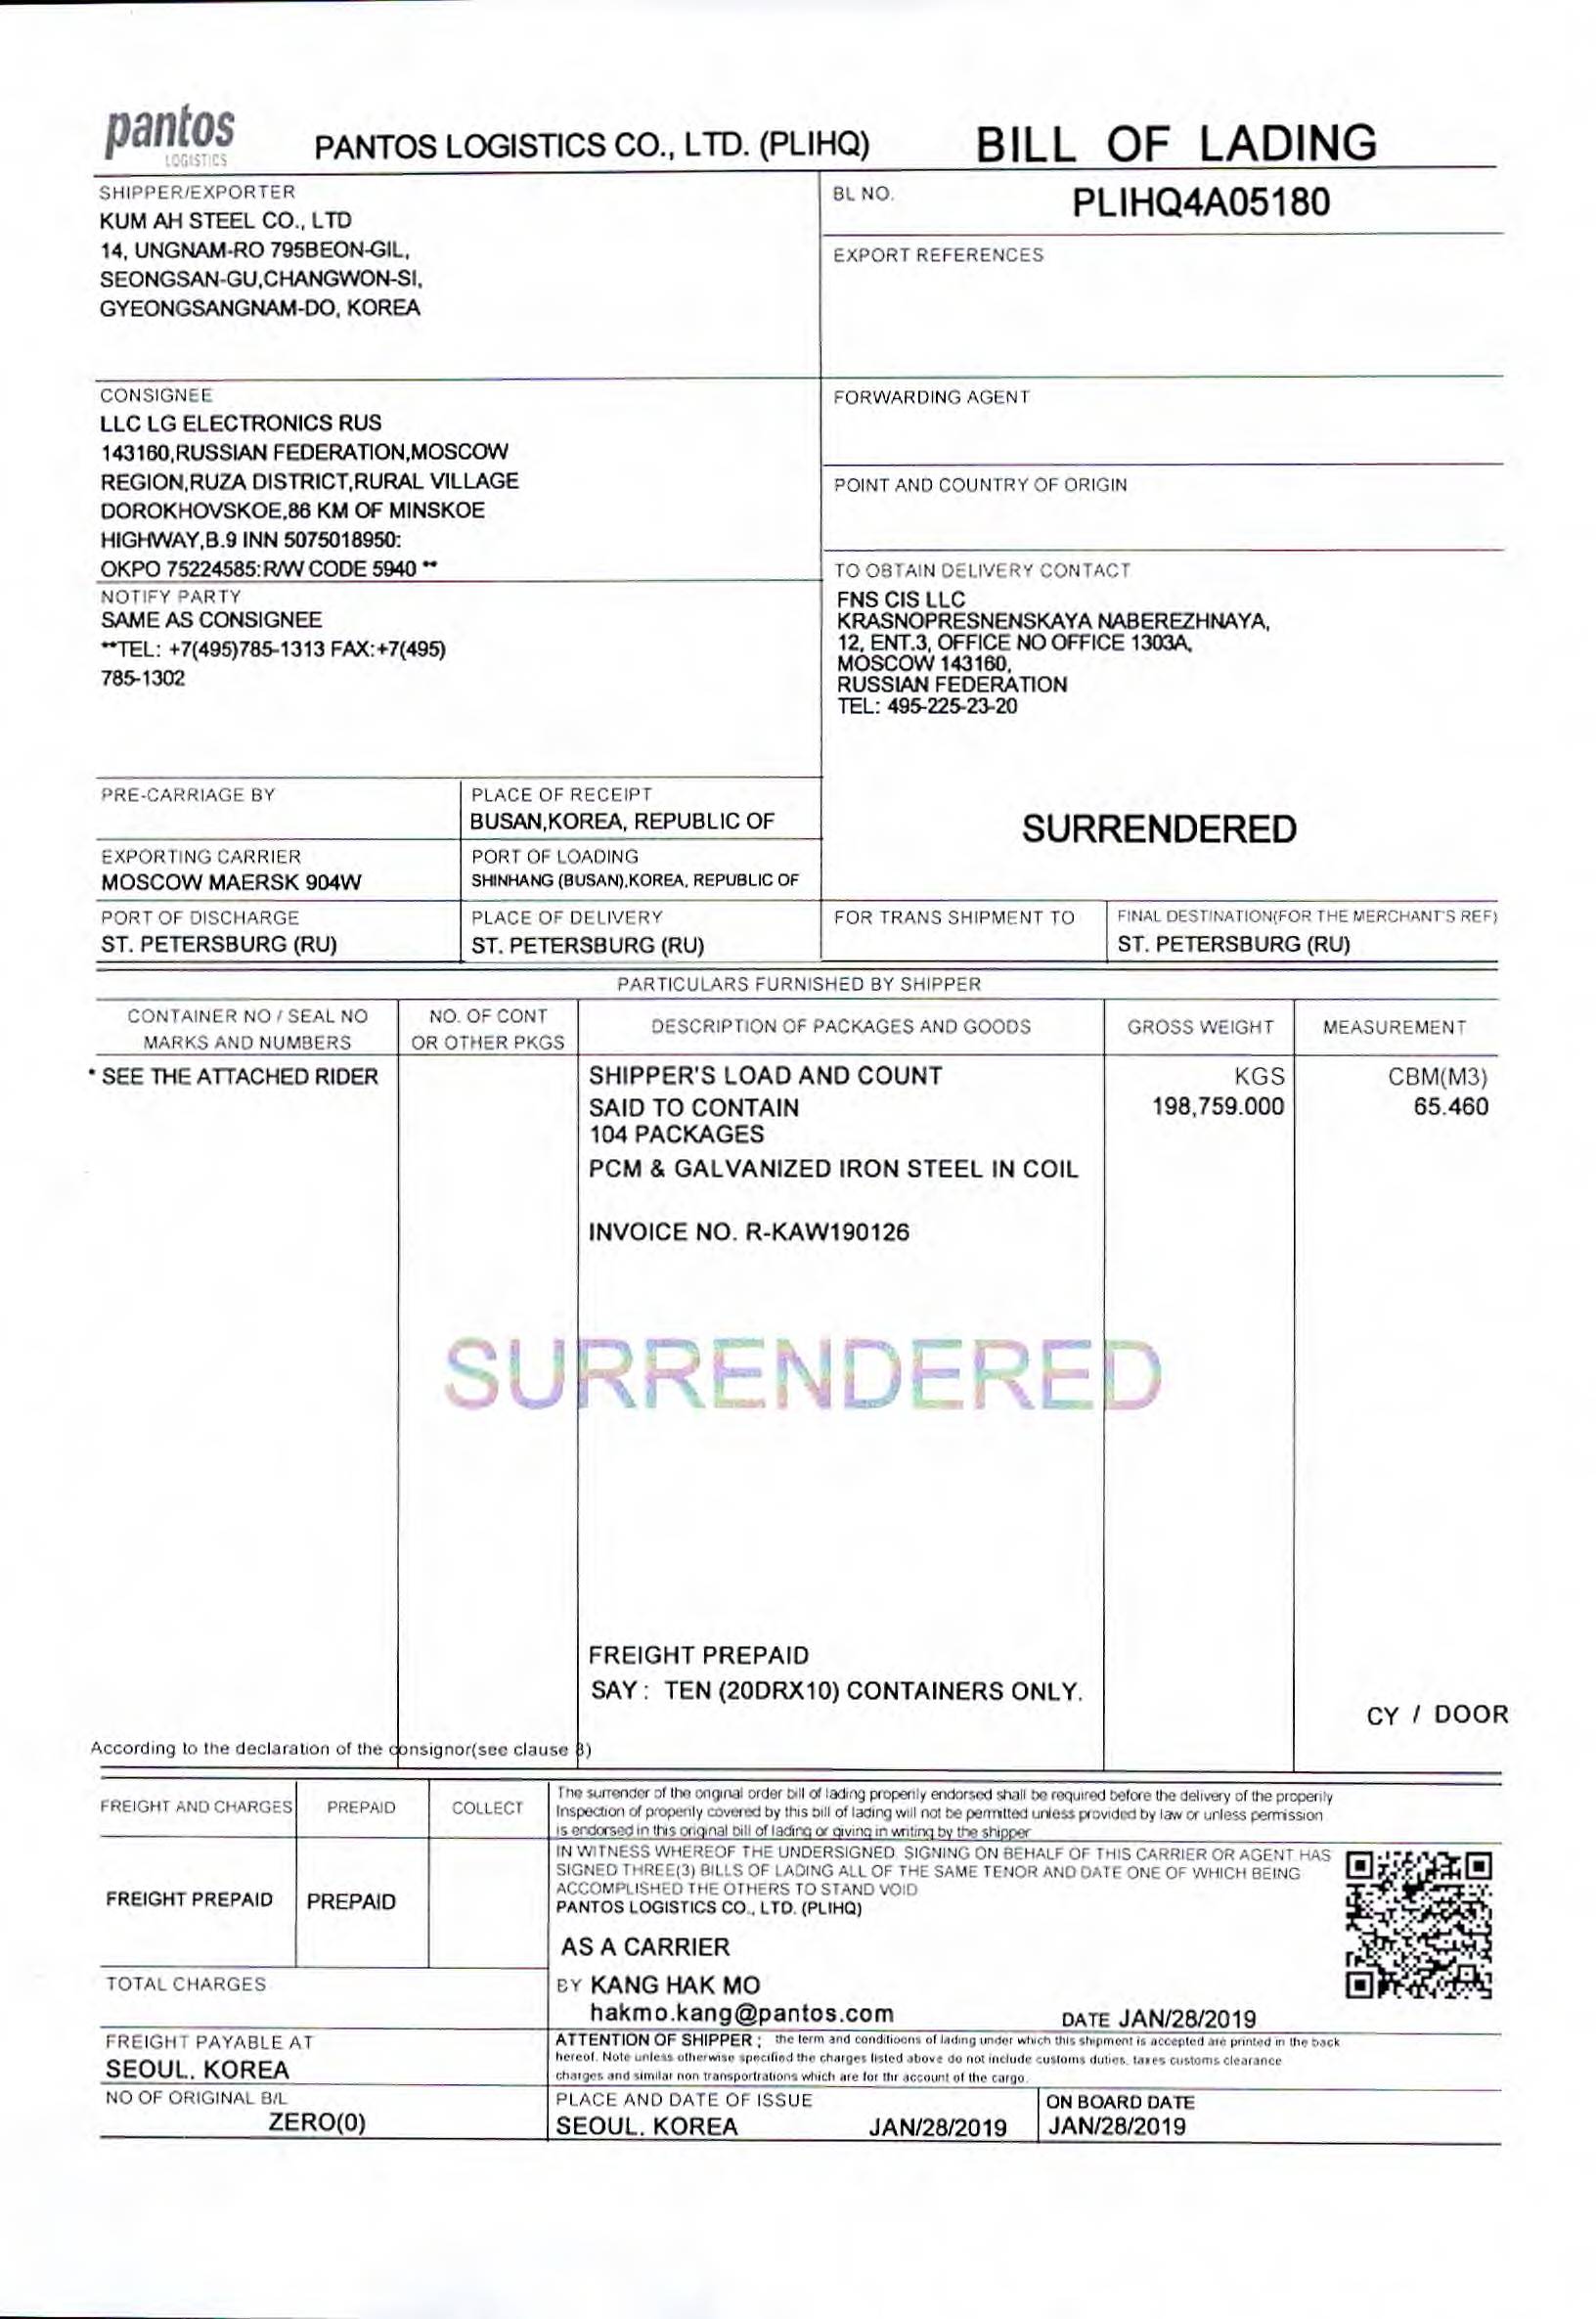 pantos
LOGISTICS
PANTOS LOGISTICS CO., LTD. (PLIHQ)
BILL OF LADING
SHIPPER/EXPORTER
KUM AH STEEL CO., LTD
14, UNGNAM-RO 795BEON-GIL,
SEONGSAN-GU,CHANGWON-SI,
GYEONGSANGNAM-DO, KOREA
BL NO.
PLIHQ4A05180
EXPORT REFERENCES
CONSIGNEE
LLC LG ELECTRONICS RUS
143160,RUSSIAN FEDERATION,MOSCOW
REGION,RUZA DISTRICT,RURAL VILLAGE
DOROKHOVSKOE,86 KM OF MINSKOE
HIGHWAY,B.9 INN 5075018950:
OKPO 75224585:R/W CODE 5940 **
FORWARDING AGENT
POINT AND COUNTRY OF ORIGIN
NOTIFY PARTY
SAME AS CONSIGNEE
**TEL: +7(495)785-1313 FAX:+7(495)
785-1302
TO OBTAIN DELIVERY CONTACT
FNS CIS LLC
KRASNOPRESNENSKAYA NABEREZHNAYA,
12, ENT.3, OFFICE NO OFFICE 1303A,
MOSCOW 143160,
RUSSIAN FEDERATION
TEL: 495-225-23-20
PRE-CARRIAGE BY
PLACE OF RECEIPT
BUSAN,KOREA, REPUBLIC OF
SURRENDERED
EXPORTING CARRIER
MOSCOW MAERSK 904W
PORT OF LOADING
SHINHANG (BUSAN),KOREA, REPUBLIC OF
PORT OF DISCHARGE
ST. PETERSBURG (RU)
PLACE OF DELIVERY
ST. PETERSBURG (RU)
FOR TRANS SHIPMENT TO
FINAL DESTINATION(FOR THE MERCHANT'S REF)
ST. PETERSBURG (RU)
PARTICULARS FURNISHED BY SHIPPER
CONTAINER NO / SEAL NO
MARKS AND NUMBERS
NO. OF CONT
OR OTHER PKGS
DESCRIPTION OF PACKAGES AND GOODS
GROSS WEIGHT
MEASUREMENT
* SEE THE ATTACHED RIDER
SHIPPER'S LOAD AND COUNT
SAID TO CONTAIN
104 PACKAGES
PCM & GALVANIZED IRON STEEL IN COIL
INVOICE NO. R-KAW190126
KGS
198,759.000
CBM(M3)
65.460
SURRENDERED
FREIGHT PREPAID
SAY : TEN (20DRX10) CONTAINERS ONLY.
CY / DOOR
According to the declaration of the consignor(see clause 8)
FREIGHT AND CHARGES
PREPAID
COLLECT
The surrender of the original order bill of lading properily endorsed shall be required before the delivery of the properily
Inspection of properily covered by this bill of lading will not be permitted unless provided by law or unless permission
is endorsed in this original bill of lading or giving in writing by the shipper
FREIGHT PREPAID
PREPAID
IN WITNESS WHEREOF THE UNDERSIGNED. SIGNING ON BEHALF OF THIS CARRIER OR AGENT HAS
SIGNED THREE(3) BILLS OF LADING ALL OF THE SAME TENOR AND DATE ONE OF WHICH BEING
ACCOMPLISHED THE OTHERS TO STAND VOID
PANTOS LOGISTICS CO., LTD. (PLIHQ)
AS A CARRIER
TOTAL CHARGES
BY KANG HAK MO
hakmo.kang@pantos.com
DATE JAN/28/2019
FREIGHT PAYABLE AT
SEOUL. KOREA
ATTENTION OF SHIPPER ; the term and conditioons of lading under which this shipment is accepted are printed in the back
hereof. Note unless otherwise specified the charges listed above do not include customs duties, taxes customs clearance
charges and similar non transportrations which are for thr account of the cargo.
NO OF ORIGINAL B/L
ZERO(0)
PLACE AND DATE OF ISSUE
SEOUL. KOREA
JAN/28/2019
ON BOARD DATE
JAN/28/2019